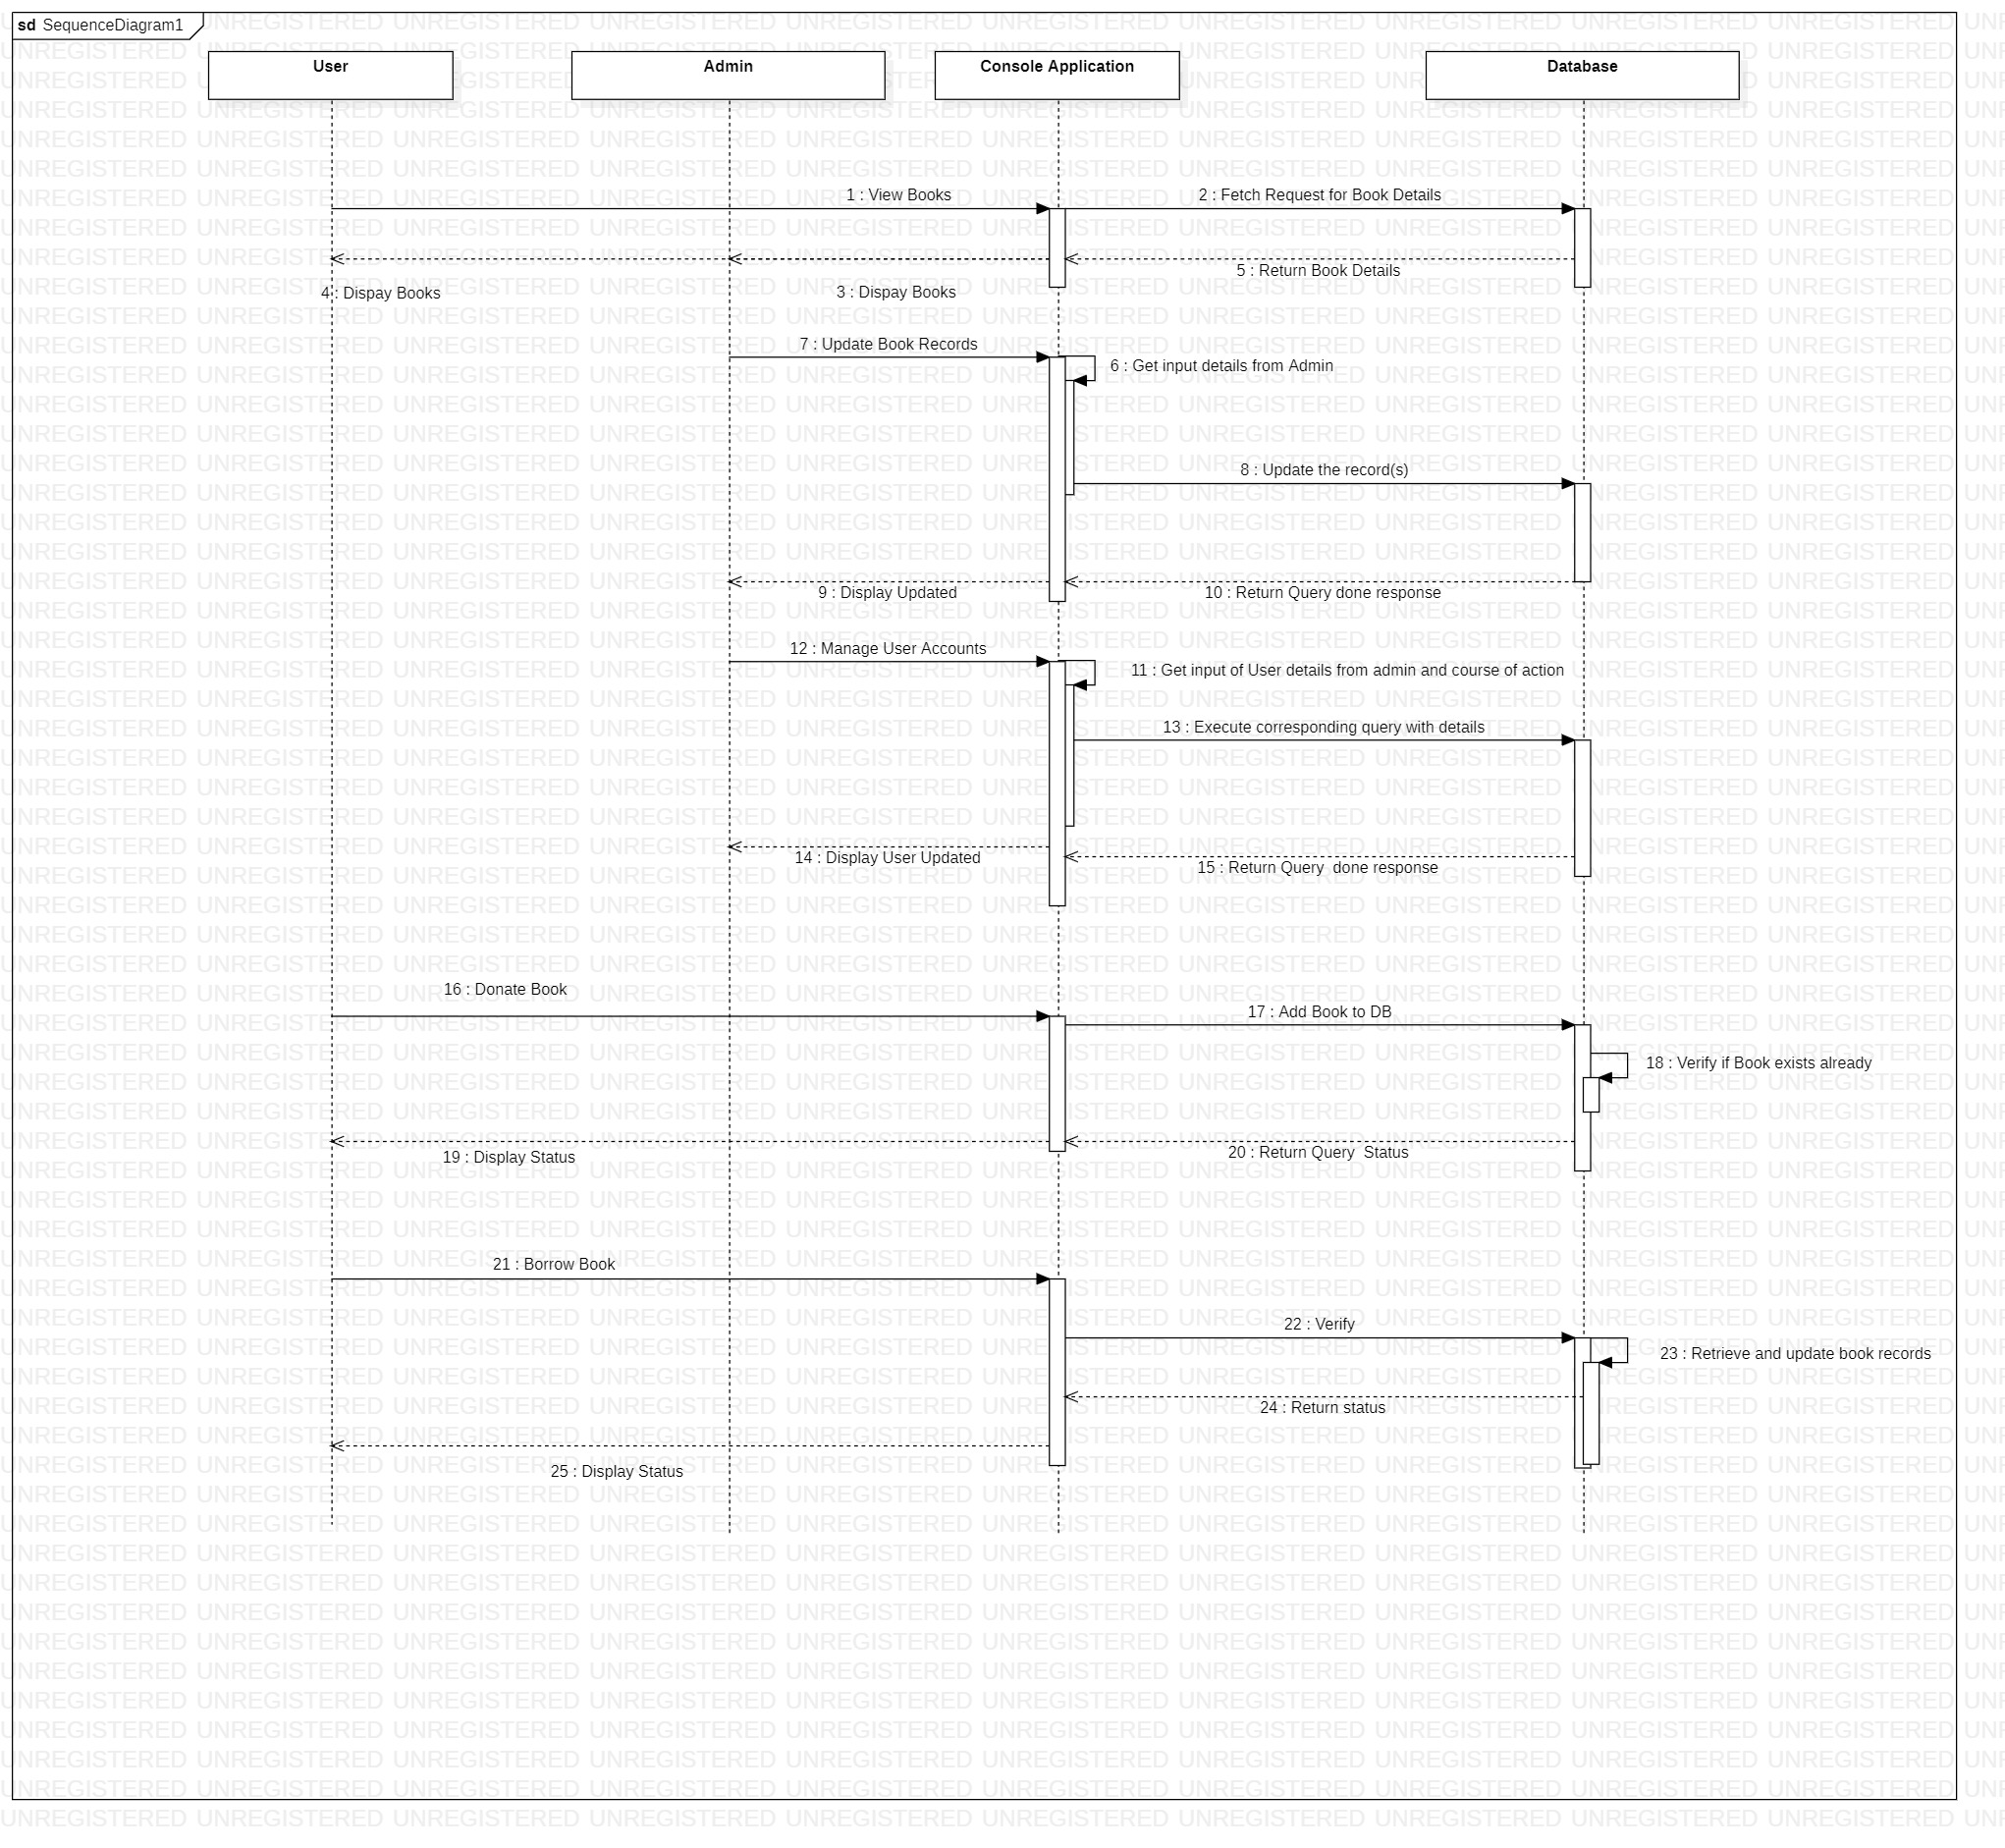 sd SequenceDiagram1
User
Admin
Console Application
Database
1 : View Books
2 : Fetch Request for Book Details
5 : Return Book Details
4 : Dispay Books
3 : Dispay Books
7 : Update Book Records
6 : Get input details from Admin
8 : Update the record(s)
9 : Display Updated
10 : Return Query done response
12 : Manage User Accounts
11 : Get input of User details from admin and course of action
13 : Execute corresponding query with details
14 : Display User Updated
15 : Return Query  done response
16 : Donate Book
17 : Add Book to DB
18 : Verify if Book exists already
19 : Display Status
20 : Return Query  Status
21 : Borrow Book
22 : Verify
23 : Retrieve and update book records
24 : Return status
25 : Display Status
UNREGISTERED